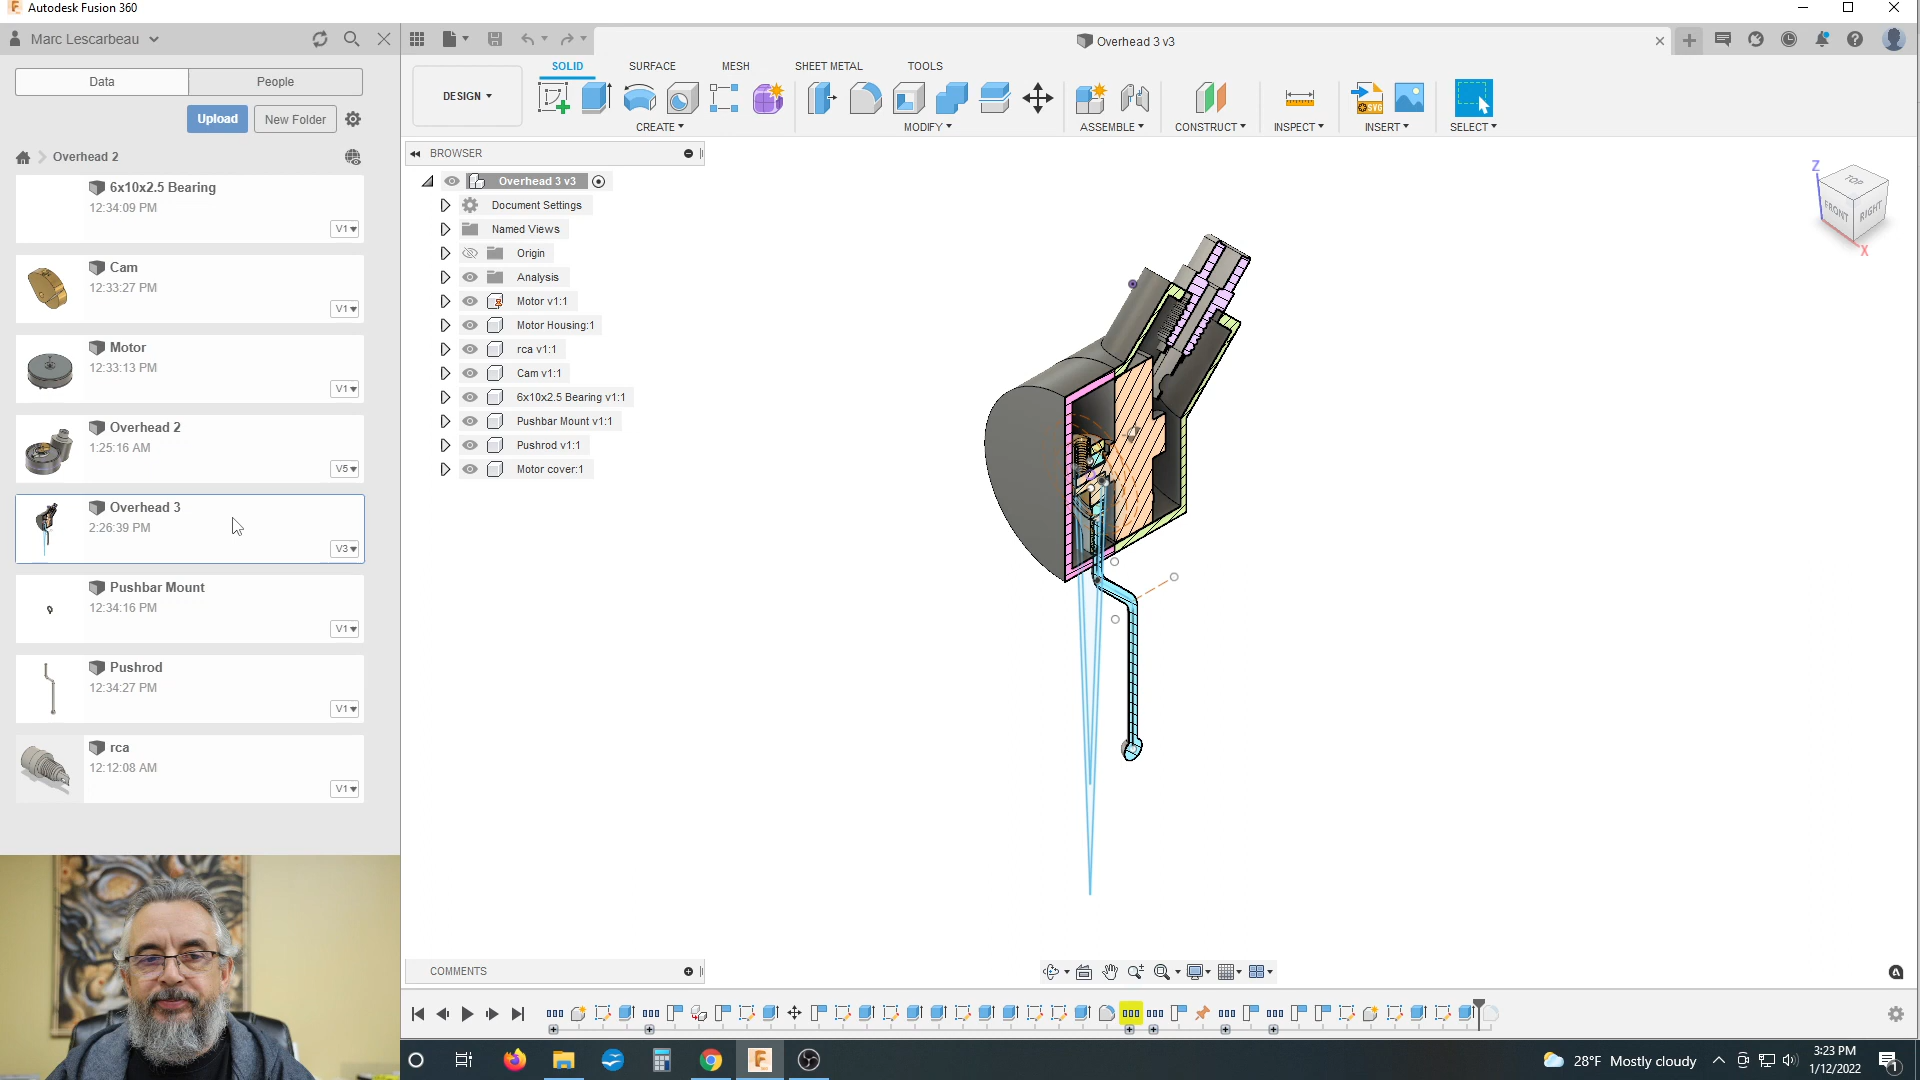 Autodesk Fusion 360
Marc Lescarbeau
Overhead 3 v3
Data
People
Upload
New Folder
Overhead 2
6x10x2.5 Bearing
12:34:09 PM
V1
Cam
12:33:27 PM
V1
Motor
12:33:13 PM
V1
Overhead 2
1:25:16 AM
V5
Overhead 3
2:26:39 PM
V3
Pushbar Mount
12:34:16 PM
V1
Pushrod
12:34:27 PM
V1
rca
12:12:08 AM
V1
DESIGN
SOLID
SURFACE
MESH
SHEET METAL
TOOLS
CREATE
MODIFY
ASSEMBLE
CONSTRUCT
INSPECT
INSERT
SELECT
BROWSER
Overhead 3 v3
Document Settings
Named Views
Origin
Analysis
Motor v1:1
Motor Housing:1
rca v1:1
Cam v1:1
6x10x2.5 Bearing v1:1
Pushbar Mount v1:1
Pushrod v1:1
Motor cover:1
Z
TOP
FRONT
RIGHT
X
COMMENTS
28°F Mostly cloudy
3:23 PM
1/12/2022
1